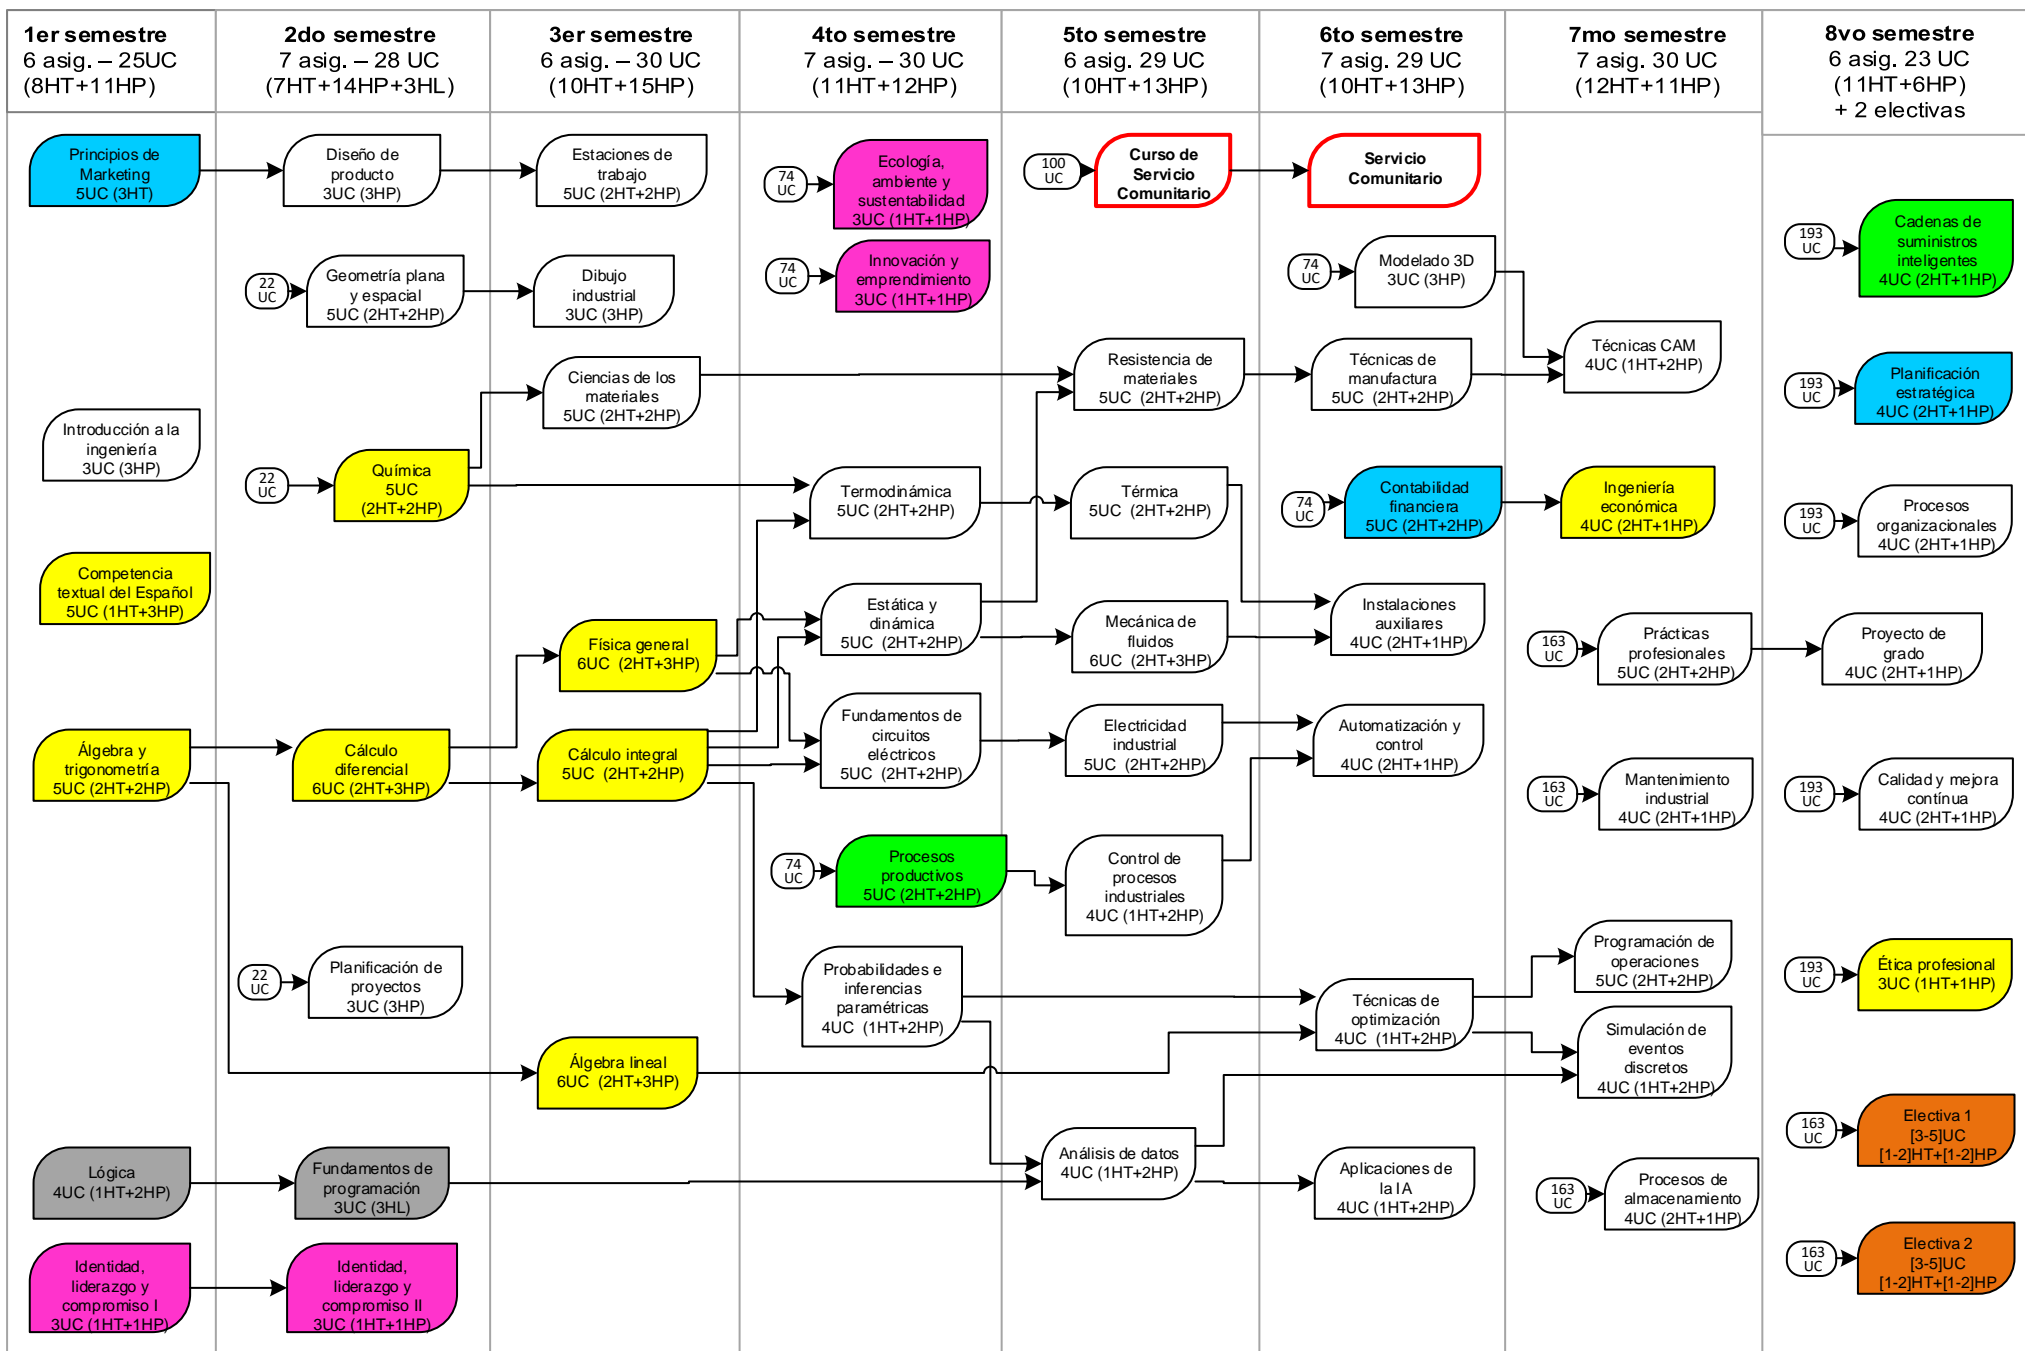 1er semestre
6 asig. – 25UC
(8HT+11HP)
2do semestre
7 asig. – 28 UC
(7HT+14HP+3HL)
3er semestre
6 asig. – 30 UC
(10HT+15HP)
4to semestre
7 asig. – 30 UC
(11HT+12HP)
5to semestre
6 asig. 29 UC
(10HT+13HP)
6to semestre
7 asig. 29 UC
(10HT+13HP)
7mo semestre
7 asig. 30 UC
(12HT+11HP)
8vo semestre
6 asig. 23 UC
(11HT+6HP)
+ 2 electivas
Principios de
Marketing
5UC (3HT)
Introducción a la
ingeniería
3UC (3HP)
Competencia
textual del Español
5UC (1HT+3HP)
Álgebra y
trigonometría
5UC (2HT+2HP)
Lógica
4UC (1HT+2HP)
Identidad,
liderazgo y
compromiso I
3UC (1HT+1HP)
Diseño de
producto
3UC (3HP)
22
UC
Geometría plana
y espacial
5UC (2HT+2HP)
22
UC
Química
5UC
(2HT+2HP)
Cálculo
diferencial
6UC (2HT+3HP)
22
UC
Planificación de
proyectos
3UC (3HP)
Fundamentos de
programación
3UC (3HL)
Identidad,
liderazgo y
compromiso II
3UC (1HT+1HP)
Estaciones de
trabajo
5UC (2HT+2HP)
Dibujo
industrial
3UC (3HP)
Ciencias de los
materiales
5UC (2HT+2HP)
Física general
6UC (2HT+3HP)
Cálculo integral
5UC (2HT+2HP)
Álgebra lineal
6UC (2HT+3HP)
74
UC
Ecología,
ambiente y
sustentabilidad
3UC (1HT+1HP)
74
UC
Innovación y
emprendimiento
3UC (1HT+1HP)
Termodinámica
5UC (2HT+2HP)
Estática y
dinámica
5UC (2HT+2HP)
Fundamentos de
circuitos
eléctricos
5UC (2HT+2HP)
74
UC
Procesos
productivos
5UC (2HT+2HP)
Probabilidades e
inferencias
paramétricas
4UC (1HT+2HP)
100
UC
Curso de
Servicio
Comunitario
Resistencia de
materiales
5UC (2HT+2HP)
Térmica
5UC (2HT+2HP)
Mecánica de
fluidos
6UC (2HT+3HP)
Electricidad
industrial
5UC (2HT+2HP)
Control de
procesos
industriales
4UC (1HT+2HP)
Análisis de datos
4UC (1HT+2HP)
Servicio
Comunitario
74
UC
Modelado 3D
3UC (3HP)
Técnicas de
manufactura
5UC (2HT+2HP)
74
UC
Contabilidad
financiera
5UC (2HT+2HP)
Instalaciones
auxiliares
4UC (2HT+1HP)
Automatización y
control
4UC (2HT+1HP)
Técnicas de
optimización
4UC (1HT+2HP)
Aplicaciones de
la IA
4UC (1HT+2HP)
Técnicas CAM
4UC (1HT+2HP)
Ingeniería
económica
4UC (2HT+1HP)
163
UC
Prácticas
profesionales
5UC (2HT+2HP)
163
UC
Mantenimiento
industrial
4UC (2HT+1HP)
Programación de
operaciones
5UC (2HT+2HP)
Simulación de
eventos
discretos
4UC (1HT+2HP)
163
UC
Procesos de
almacenamiento
4UC (2HT+1HP)
193
UC
Cadenas de
suministros
inteligentes
4UC (2HT+1HP)
193
UC
Planificación
estratégica
4UC (2HT+1HP)
193
UC
Procesos
organizacionales
4UC (2HT+1HP)
Proyecto de
grado
4UC (2HT+1HP)
193
UC
Calidad y mejora
contínua
4UC (2HT+1HP)
193
UC
Ética profesional
3UC (1HT+1HP)
163
UC
Electiva 1
[3-5]UC
[1-2]HT+[1-2]HP
163
UC
Electiva 2
[3-5]UC
[1-2]HT+[1-2]HP